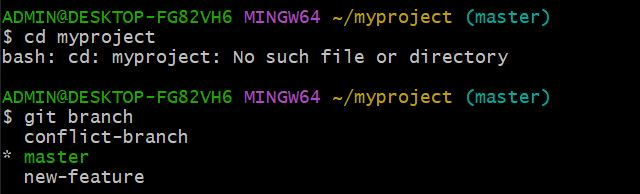 ADMIN@DESKTOP-FG82VH6 MINGW64 ~/myproject (master)
$ cd myproject
bash: cd: myproject: No such file or directory
ADMIN@DESKTOP-FG82VH6 MINGW64 ~/myproject (master)
$ git branch
  conflict-branch
* master
  new-feature